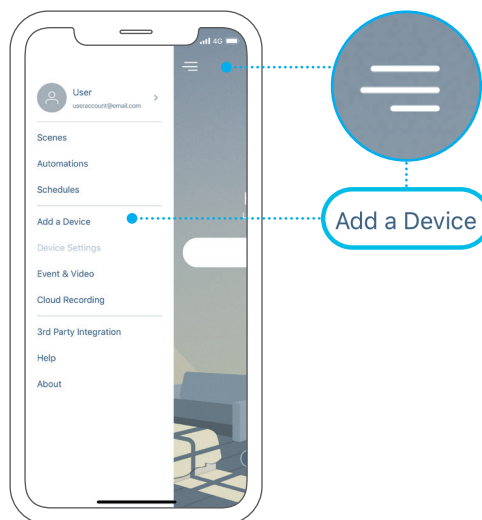 4G
User
useraccount@email.com
Scenes
Automations
Schedules
Add a Device
Add a Device
Device Settings
Event & Video
Cloud Recording
3rd Party Integration
Help
About